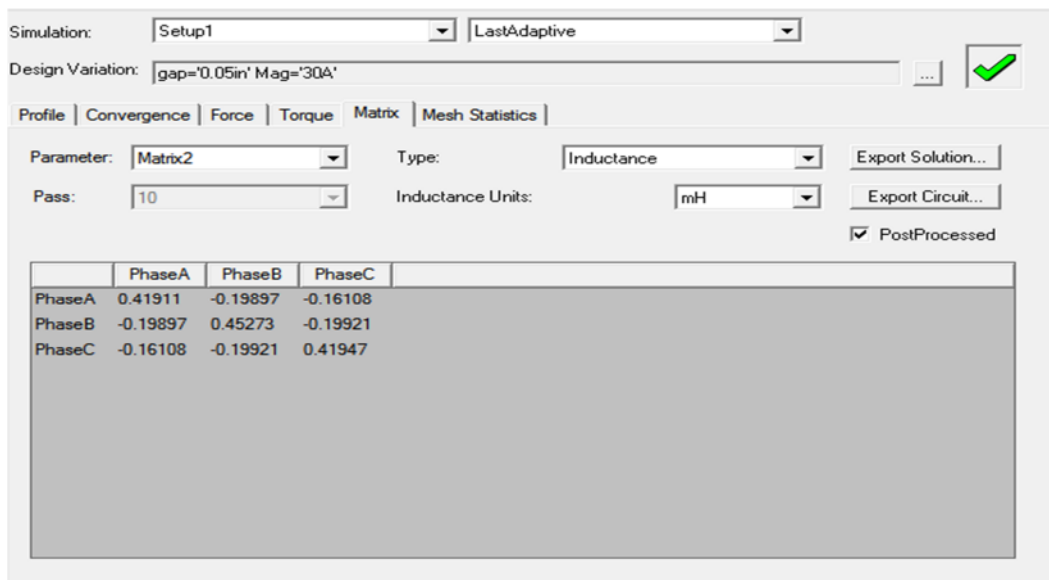 Simulation: Setup1 LastAdaptive
Design Variation: gap='0.05in' Mag='30A' ...
Profile Convergence Force Torque Matrix Mesh Statistics
Parameter: Matrix2 Type: Inductance Export Solution...
Pass: 10 Inductance Units: mH Export Circuit...
PostProcessed
PhaseA PhaseB PhaseC
PhaseA 0.41911 -0.19897 -0.16108
PhaseB -0.19897 0.45273 -0.19921
PhaseC -0.16108 -0.19921 0.41947